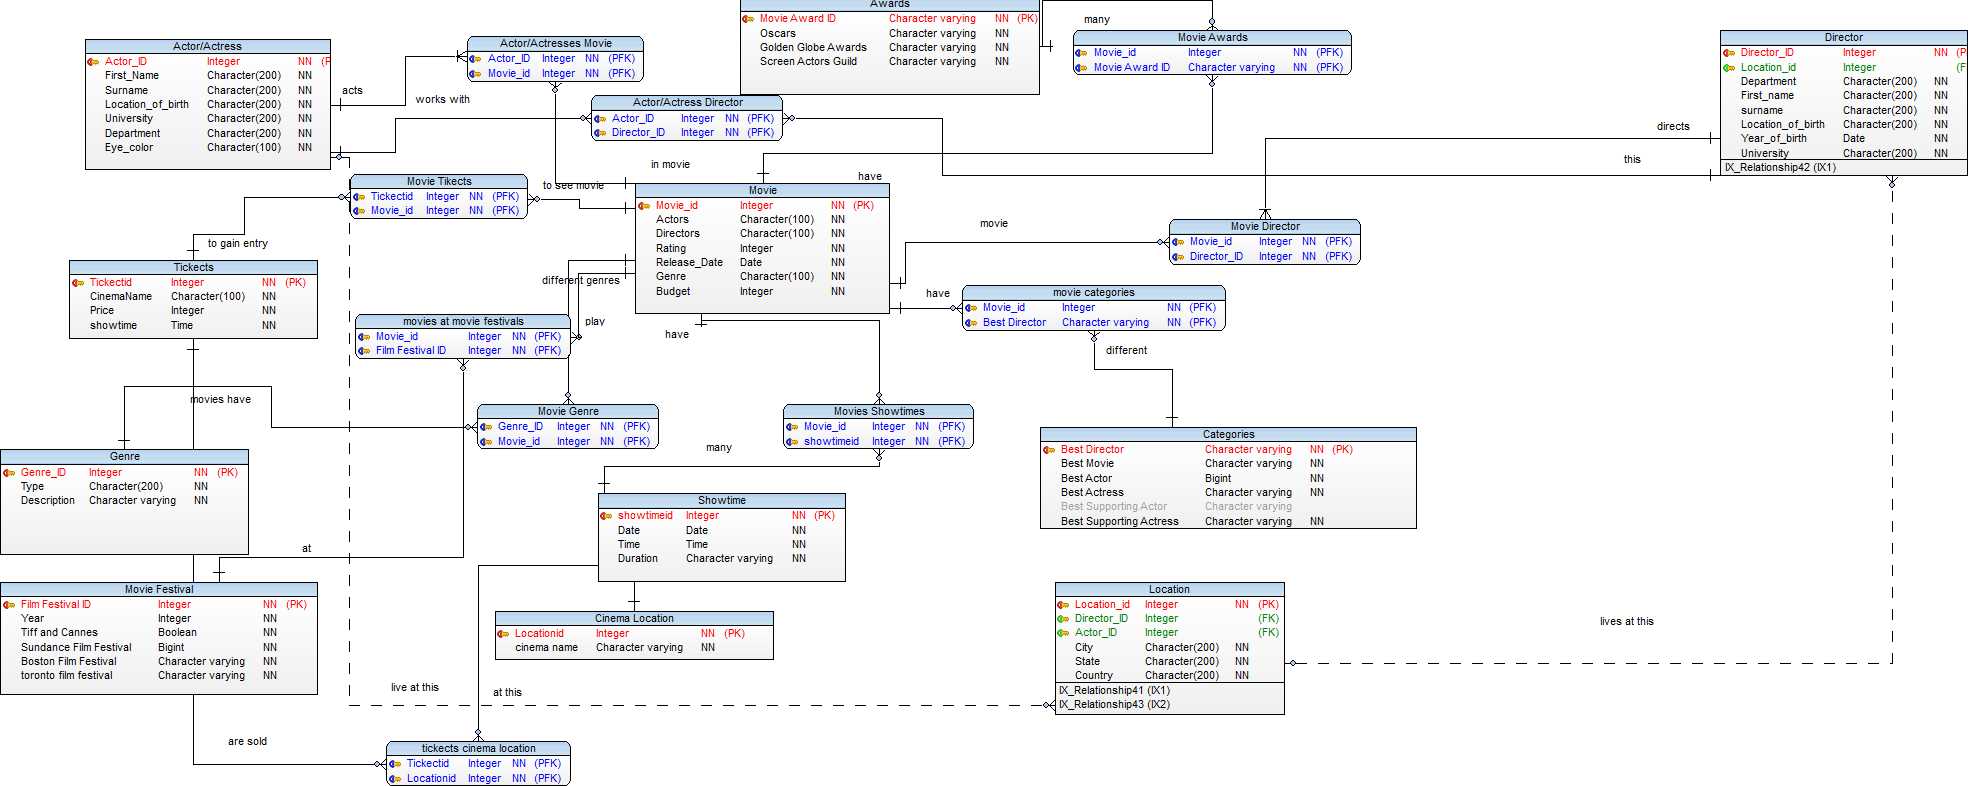 Awards
Movie Award ID Character varying NN (PK)
Oscars Character varying NN
Golden Globe Awards Character varying NN
Screen Actors Guild Character varying NN
many
Movie Awards
Movie_id Integer NN (PFK)
Movie Award ID Character varying NN (PFK)
Director
Director_ID Integer NN (P
Location_id Integer (F
Department Character(200) NN
First_name Character(200) NN
surname Character(200) NN
Location_of_birth Character(200) NN
Year_of_birth Date NN
University Character(200) NN
IX_Relationship42 (IX1)
Actor/Actress
Actor_ID Integer NN (P
First_Name Character(200) NN
Surname Character(200) NN
Location_of_birth Character(200) NN
University Character(200) NN
Department Character(200) NN
Eye_color Character(100) NN
Actor/Actresses Movie
Actor_ID Integer NN (PFK)
Movie_id Integer NN (PFK)
acts
works with
Actor/Actress Director
Actor_ID Integer NN (PFK)
Director_ID Integer NN (PFK)
directs
this
in movie
have
to see movie
Movie Tikects
Tickectid Integer NN (PFK)
Movie_id Integer NN (PFK)
Movie
Movie_id Integer NN (PK)
Actors Character(100) NN
Directors Character(100) NN
Rating Integer NN
Release_Date Date NN
Genre Character(100) NN
Budget Integer NN
movie
Movie Director
Movie_id Integer NN (PFK)
Director_ID Integer NN (PFK)
to gain entry
Tickects
Tickectid Integer NN (PK)
CinemaName Character(100) NN
Price Integer NN
showtime Time NN
different genres
have
movie categories
Movie_id Integer NN (PFK)
Best Director Character varying NN (PFK)
movies at movie festivals
Movie_id Integer NN (PFK)
Film Festival ID Integer NN (PFK)
play
have
different
movies have
Movie Genre
Genre_ID Integer NN (PFK)
Movie_id Integer NN (PFK)
Movies Showtimes
Movie_id Integer NN (PFK)
showtimeid Integer NN (PFK)
many
Categories
Best Director Character varying NN (PK)
Best Movie Character varying NN
Best Actor Bigint NN
Best Actress Character varying NN
Best Supporting Actor Character varying
Best Supporting Actress Character varying NN
Genre
Genre_ID Integer NN (PK)
Type Character(200) NN
Description Character varying NN
Showtime
showtimeid Integer NN (PK)
Date Date NN
Time Time NN
Duration Character varying NN
at
Movie Festival
Film Festival ID Integer NN (PK)
Year Integer NN
Tiff and Cannes Boolean NN
Sundance Film Festival Bigint NN
Boston Film Festival Character varying NN
toronto film festival Character varying NN
Cinema Location
Locationid Integer NN (PK)
cinema name Character varying NN
Location
Location_id Integer NN (PK)
Director_ID Integer (FK)
Actor_ID Integer (FK)
City Character(200) NN
State Character(200) NN
Country Character(200) NN
IX_Relationship41 (IX1)
IX_Relationship43 (IX2)
lives at this
live at this
at this
are sold
tickects cinema location
Tickectid Integer NN (PFK)
Locationid Integer NN (PFK)